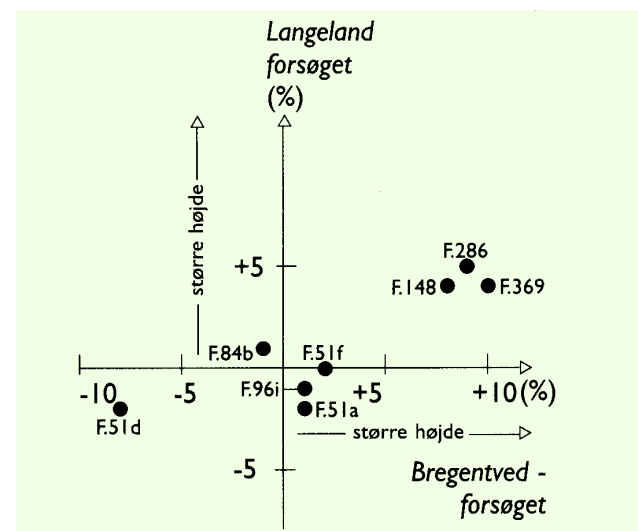 Langeland
forsøget
(%)
større højde
+5
F.286
F.148
F.369
F.84b
F.51f
-10
-5
F.96i
+5
+10(%)
F.51d
F.51a
større højde
-5
Bregentved -
forsøget